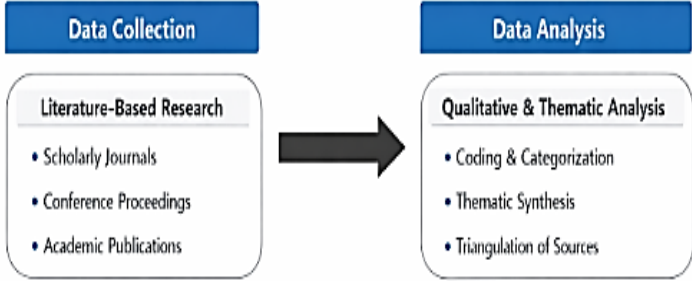 Data Collection
Literature-Based Research
• Scholarly Journals
• Conference Proceedings
• Academic Publications
Data Analysis
Qualitative & Thematic Analysis
• Coding & Categorization
• Thematic Synthesis
• Triangulation of Sources